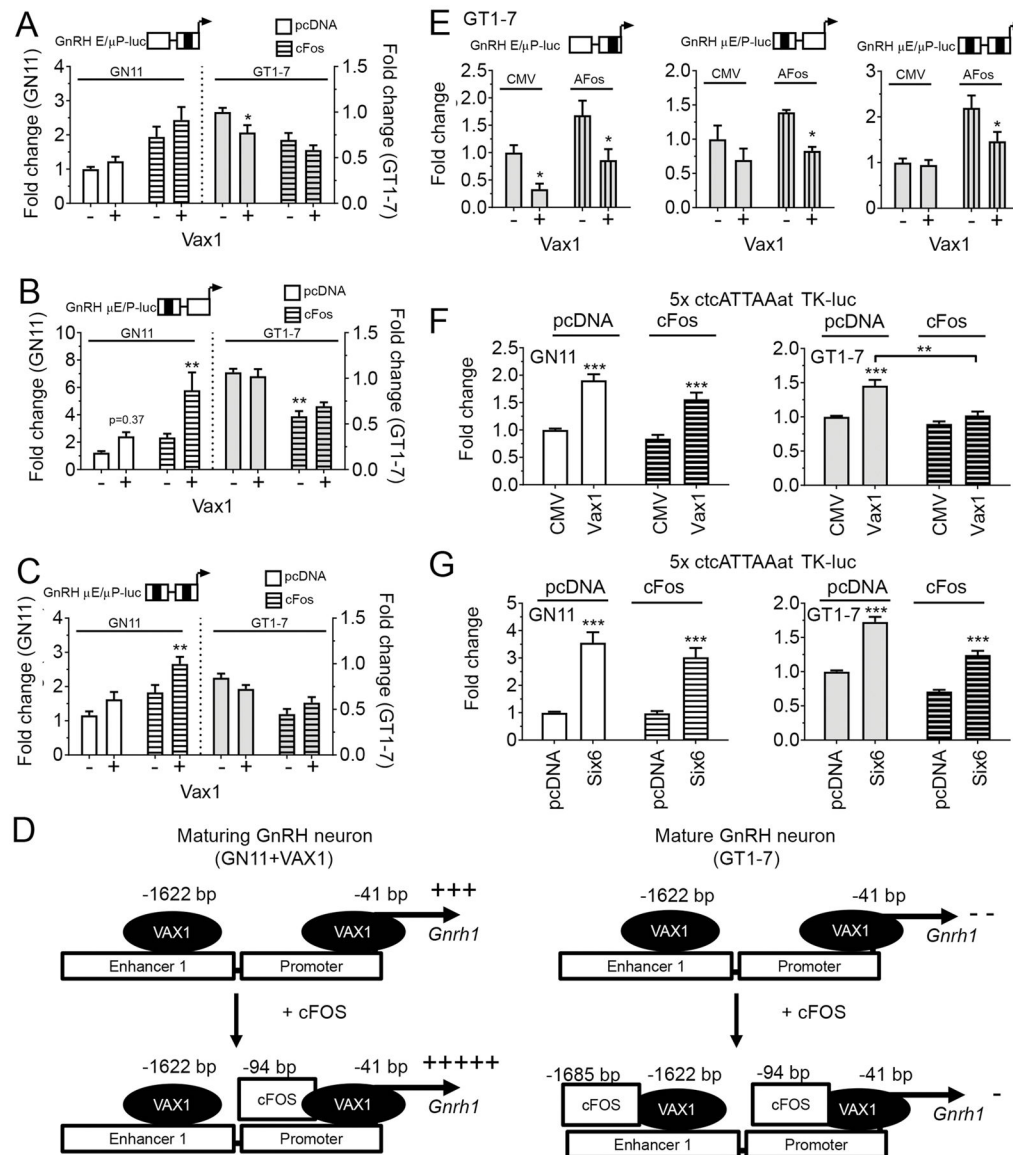 A
GnRH E/μP-luc
pcDNA
cFos
GN11
GT1-7
Fold change (GN11)
4
3
2
1
0
Fold change (GT1-7)
1.5
1.0
0.5
0.0
*
- + - + - + - +
Vax1
B
GnRH μE/P-luc
pcDNA
cFos
GN11
GT1-7
Fold change (GN11)
10
8
6
4
2
0
Fold change (GT1-7)
1.5
1.0
0.5
0.0
p=0.37
**
**
- + - + - + - +
Vax1
C
GnRH μE/μP-luc
pcDNA
cFos
GN11
GT1-7
Fold change (GN11)
4
3
2
1
0
Fold change (GT1-7)
1.5
1.0
0.5
0.0
**
- + - + - + - +
Vax1
E
GT1-7
GnRH E/μP-luc
CMV
AFos
Fold change
2.0
1.5
1.0
0.5
0.0
*
*
- + - +
Vax1
GnRH μE/P-luc
CMV
AFos
2.0
1.5
1.0
0.5
0.0
*
- + - +
Vax1
GnRH μE/μP-luc
CMV
AFos
3
2
1
0
*
- + - +
Vax1
F
5x ctcATTAAat TK-luc
pcDNA
cFos
GN11
Fold change
2.5
2.0
1.5
1.0
0.5
0.0
***
***
CMV
Vax1
CMV
Vax1
pcDNA
cFos
GT1-7
2.5
2.0
1.5
1.0
0.5
0.0
***
**
CMV
Vax1
CMV
Vax1
G
5x ctcATTAAat TK-luc
pcDNA
cFos
GN11
Fold change
5
4
3
2
1
0
***
***
pcDNA
Six6
pcDNA
Six6
pcDNA
cFos
GT1-7
2.0
1.5
1.0
0.5
0.0
***
***
pcDNA
Six6
pcDNA
Six6
D
Maturing GnRH neuron
(GN11+VAX1)
-1622 bp
-41 bp
+++
VAX1
VAX1
Gnrh1
Enhancer 1
Promoter
+ cFOS
-1622 bp
-94 bp
-41 bp
+++++
VAX1
cFOS
VAX1
Gnrh1
Enhancer 1
Promoter
Mature GnRH neuron
(GT1-7)
-1622 bp
-41 bp
- -
VAX1
VAX1
Gnrh1
Enhancer 1
Promoter
+ cFOS
-1685 bp
-1622 bp
-94 bp
-41 bp
-
cFOS
VAX1
cFOS
VAX1
Gnrh1
Enhancer 1
Promoter